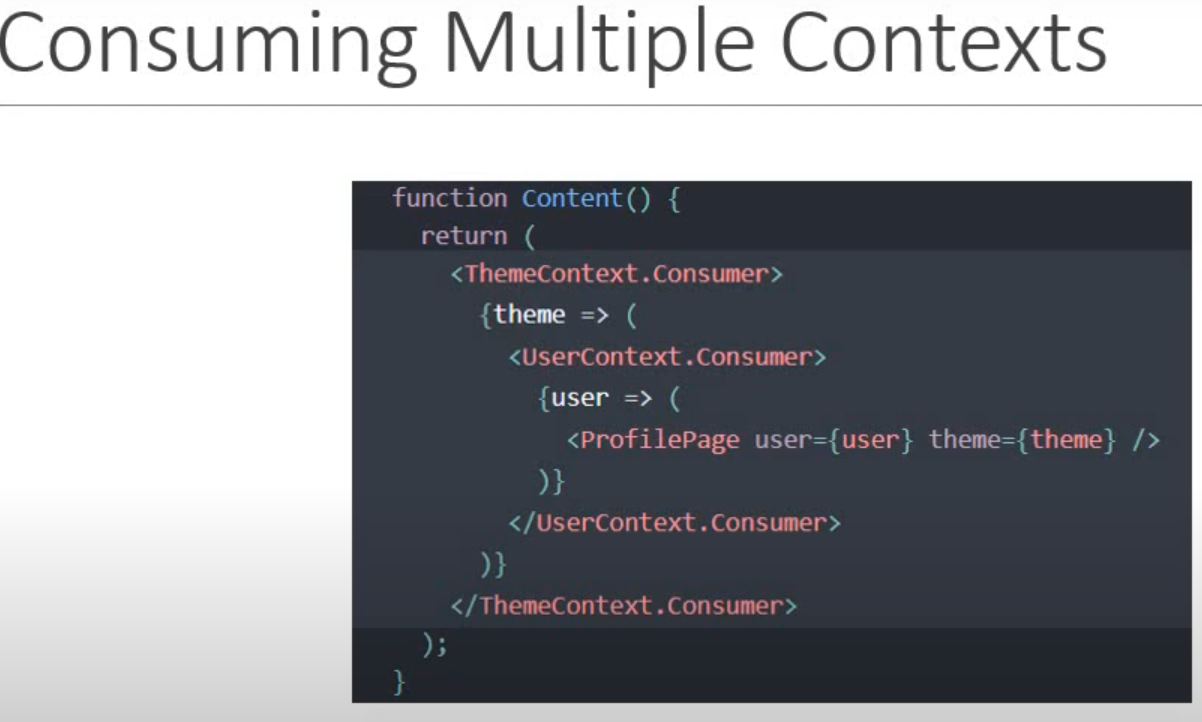 Consuming Multiple Contexts
function Content() {
return (
<ThemeContext.Consumer>
{theme => (
<UserContext.Consumer>
{user => (
<ProfilePage user={user} theme={theme} />
)}
</UserContext.Consumer>
)}
</ThemeContext.Consumer>
);
}